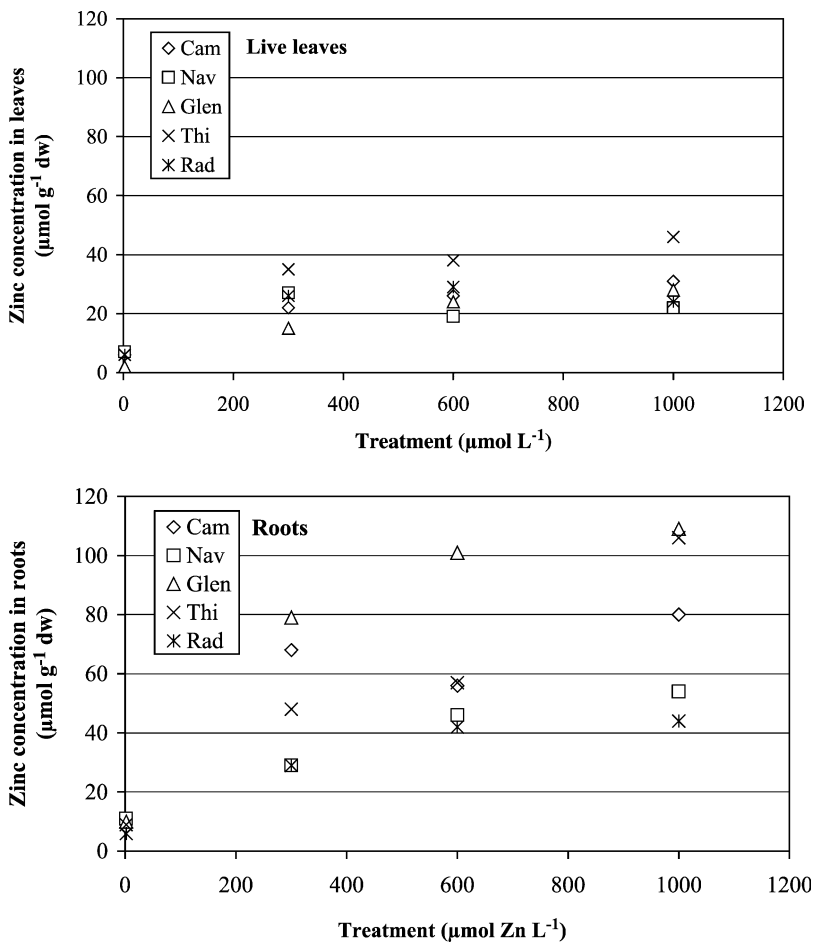 120
100
80
60
40
20
0
Zinc concentration in leaves
(µmol g-1 dw)
Cam
Nav
Glen
Thi
Rad
Live leaves
0 200 400 600 800 1000 1200
Treatment (µmol L-1)
120
100
80
60
40
20
0
Zinc concentration in roots
(µmol g-1 dw)
Cam
Nav
Glen
Thi
Rad
Roots
0 200 400 600 800 1000 1200
Treatment (µmol Zn L-1)